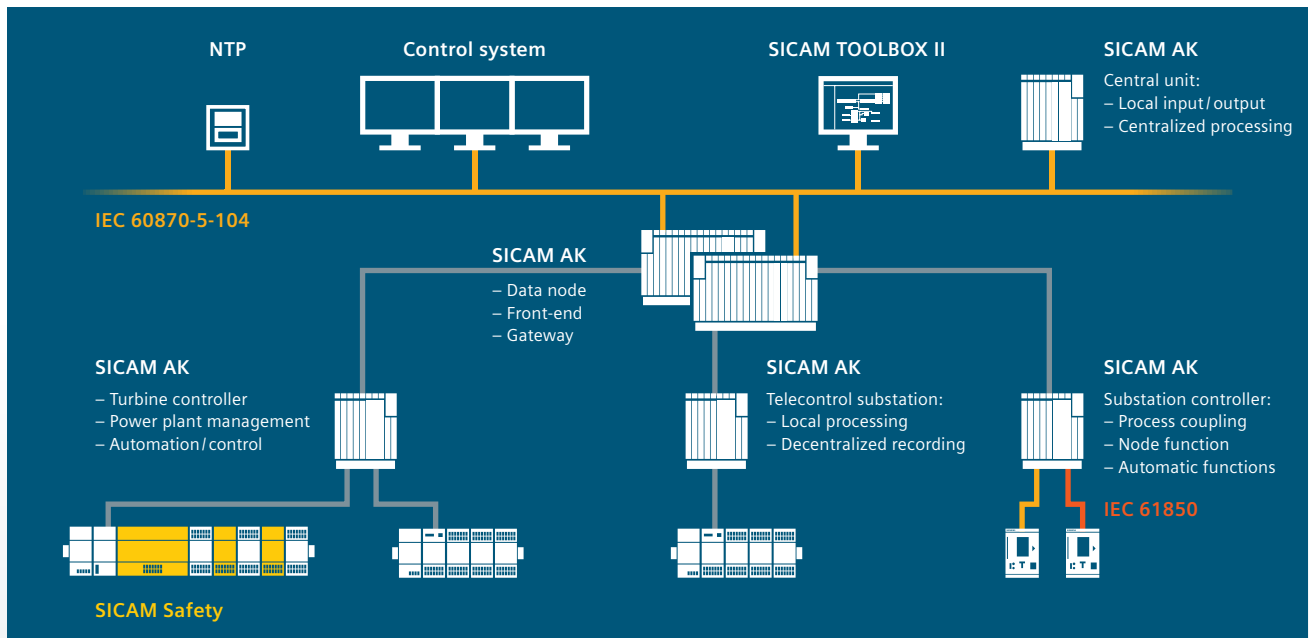 NTP
Control system
SICAM TOOLBOX II
SICAM AK
Central unit:
– Local input / output
– Centralized processing
IEC 60870-5-104
SICAM AK
– Data node
– Front-end
– Gateway
SICAM AK
– Turbine controller
– Power plant management
– Automation / control
SICAM AK
Telecontrol substation:
– Local processing
– Decentralized recording
SICAM AK
Substation controller:
– Process coupling
– Node function
– Automatic functions
IEC 61850
SICAM Safety